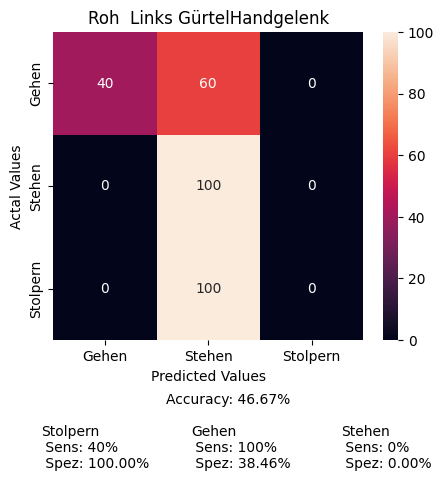 Roh  Links GürtelHandgelenk
Gehen
40
60
0
Stehen
0
100
0
Stolpern
0
100
0
Actal Values
Gehen Stehen Stolpern
Predicted Values
100
80
60
40
20
0
Accuracy: 46.67%
Stolpern Gehen Stehen
Sens: 40% Sens: 100% Sens: 0%
Spez: 100.00% Spez: 38.46% Spez: 0.00%